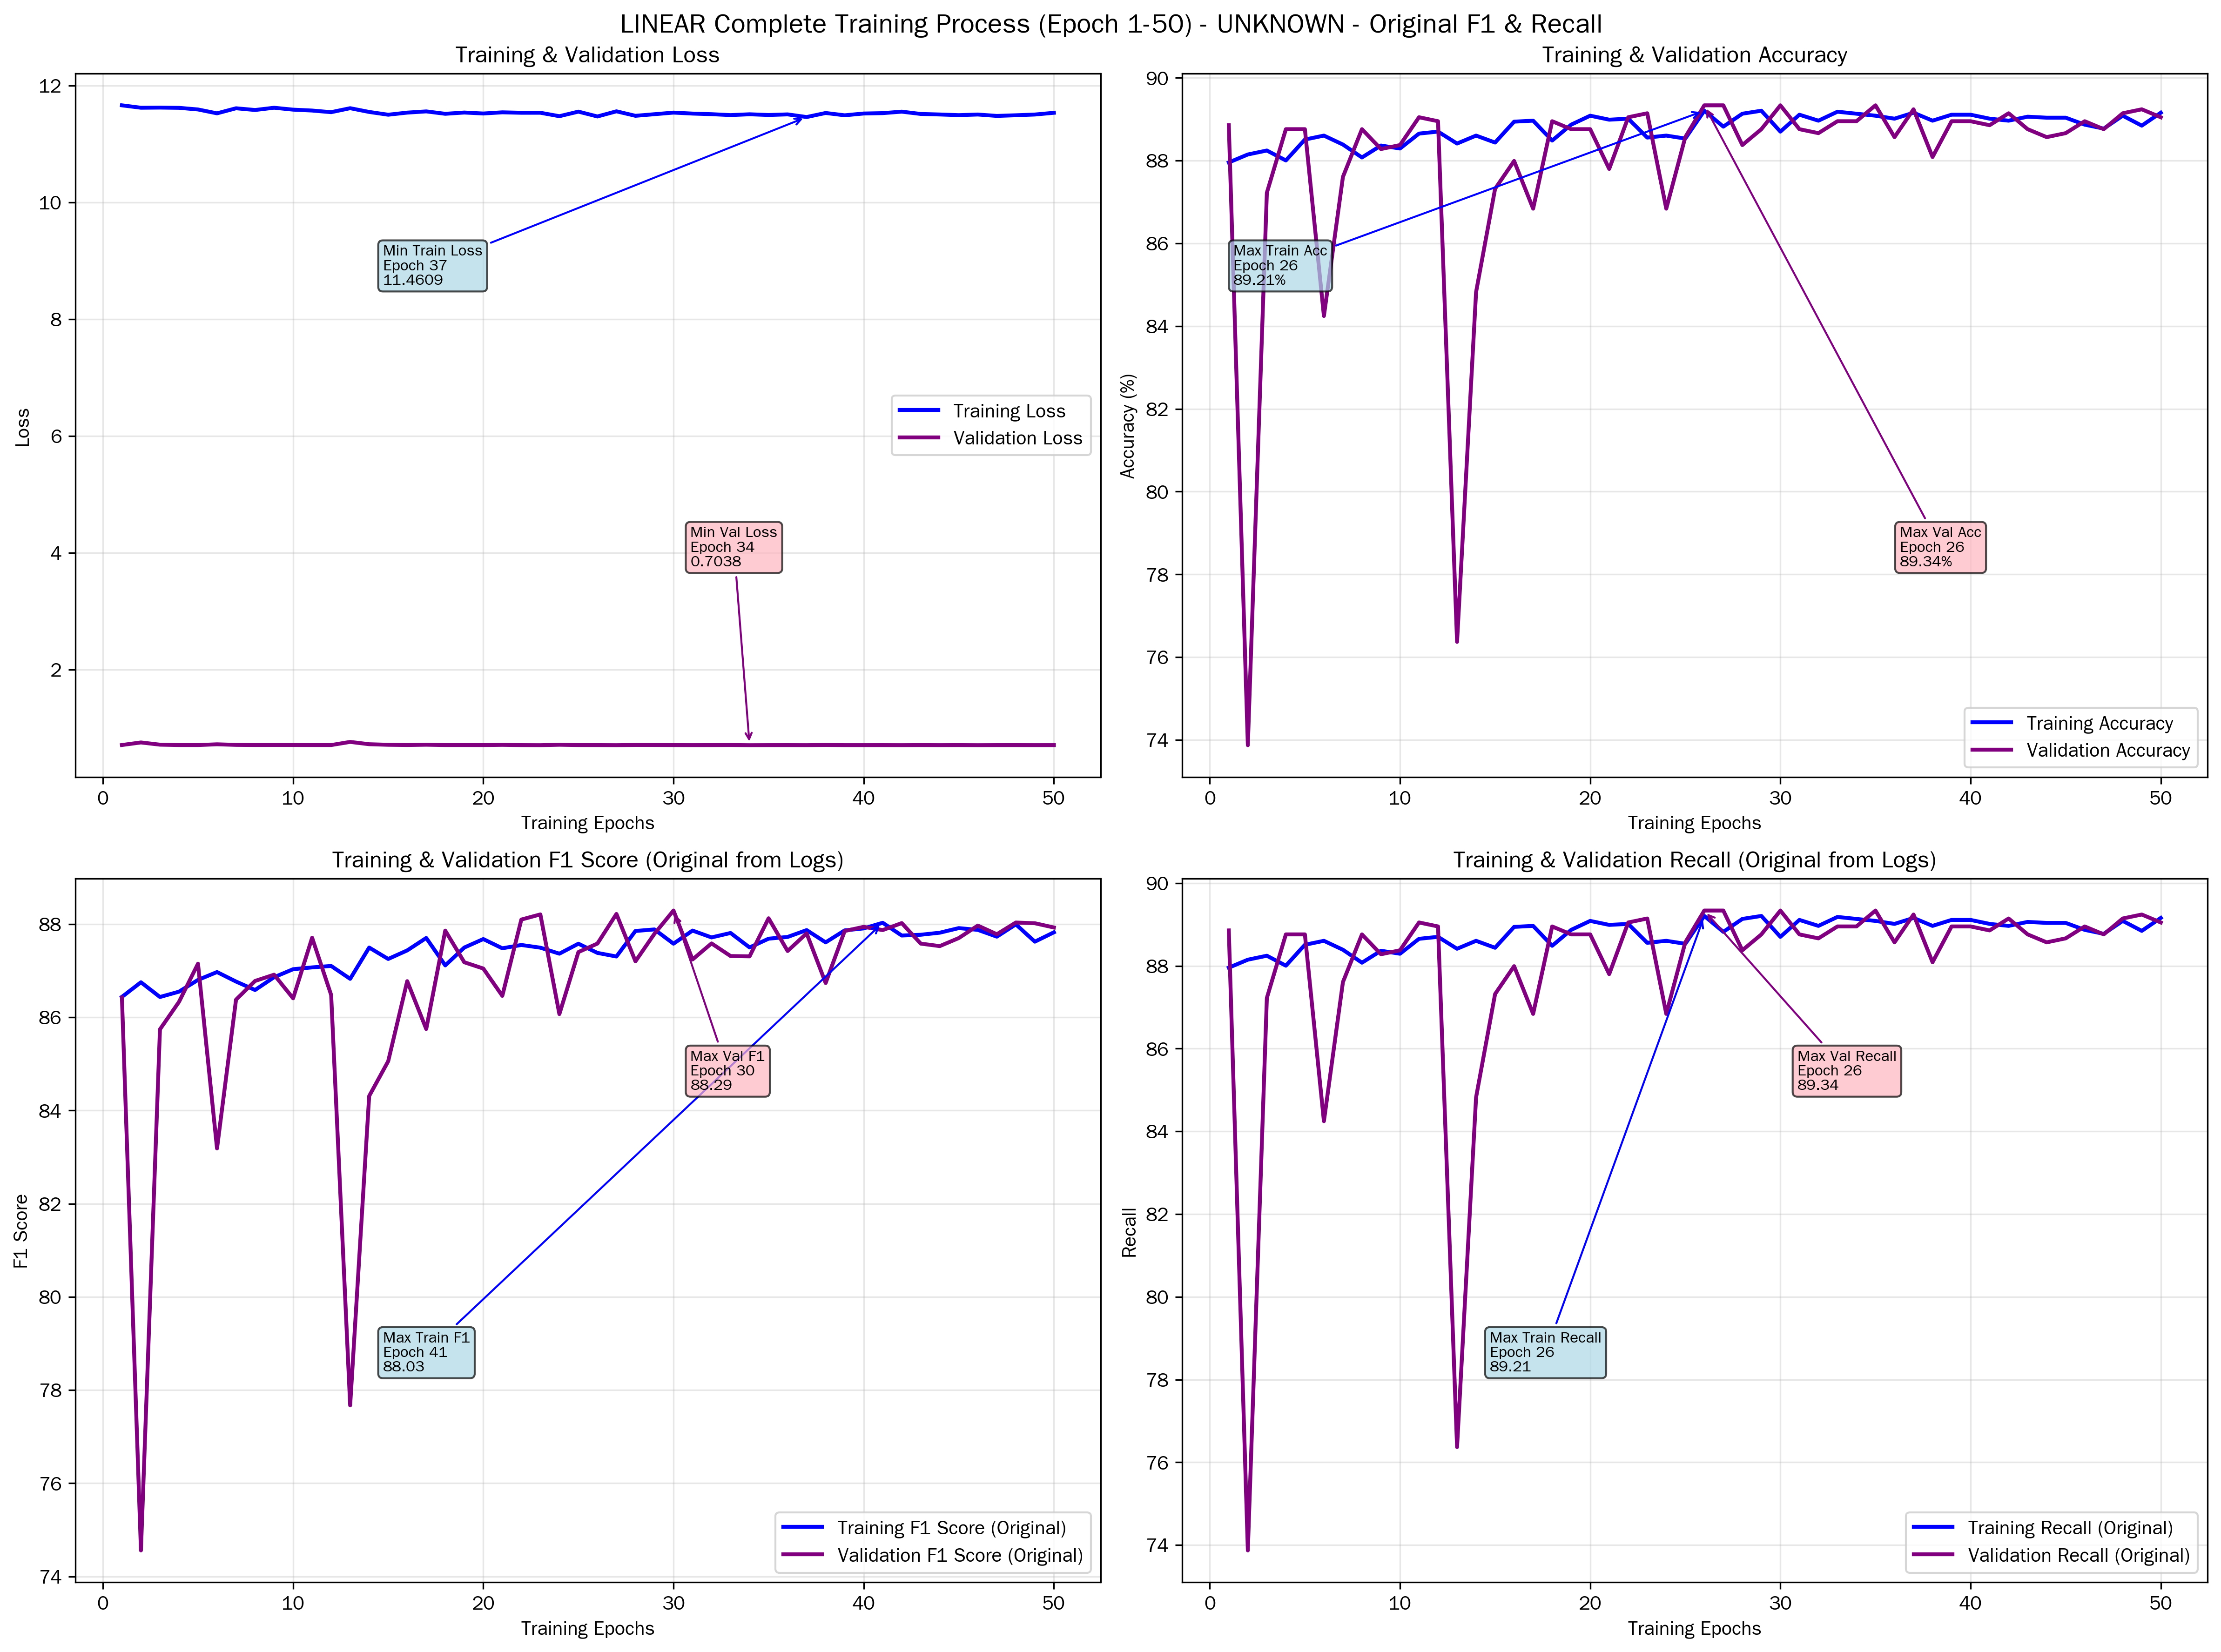 LINEAR Complete Training Process (Epoch 1-50) - UNKNOWN - Original F1 & Recall
Training & Validation Loss
12
10
8
6
4
2
Loss
Min Train Loss
Epoch 37
11.4609
Training Loss
Validation Loss
Min Val Loss
Epoch 34
0.7038
0 10 20 30 40 50
Training Epochs
Training & Validation Accuracy
90
88
86
84
82
80
78
76
74
Accuracy (%)
Max Train Acc
Epoch 26
89.21%
Max Val Acc
Epoch 26
89.34%
Training Accuracy
Validation Accuracy
0 10 20 30 40 50
Training Epochs
Training & Validation F1 Score (Original from Logs)
88
86
84
82
80
78
76
74
F1 Score
Max Val F1
Epoch 30
88.29
Max Train F1
Epoch 41
88.03
Training F1 Score (Original)
Validation F1 Score (Original)
0 10 20 30 40 50
Training Epochs
Training & Validation Recall (Original from Logs)
90
88
86
84
82
80
78
76
74
Recall
Max Val Recall
Epoch 26
89.34
Max Train Recall
Epoch 26
89.21
Training Recall (Original)
Validation Recall (Original)
0 10 20 30 40 50
Training Epochs